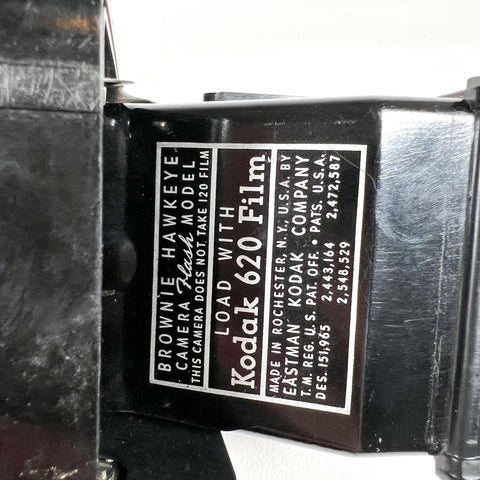 BROWNIE HAWKEYE
CAMERA Flash MODEL
THIS CAMERA DOES NOT TAKE 120 FILM
LOAD WITH
Kodak 620 Film
MADE IN ROCHESTER, N.Y., U.S.A. BY
EASTMAN KODAK COMPANY
T.M. REG. U.S. PAT. OFF. • PATS. U.S.A.
DES. 151,965 2,443,164 2,472,587
2,548,529